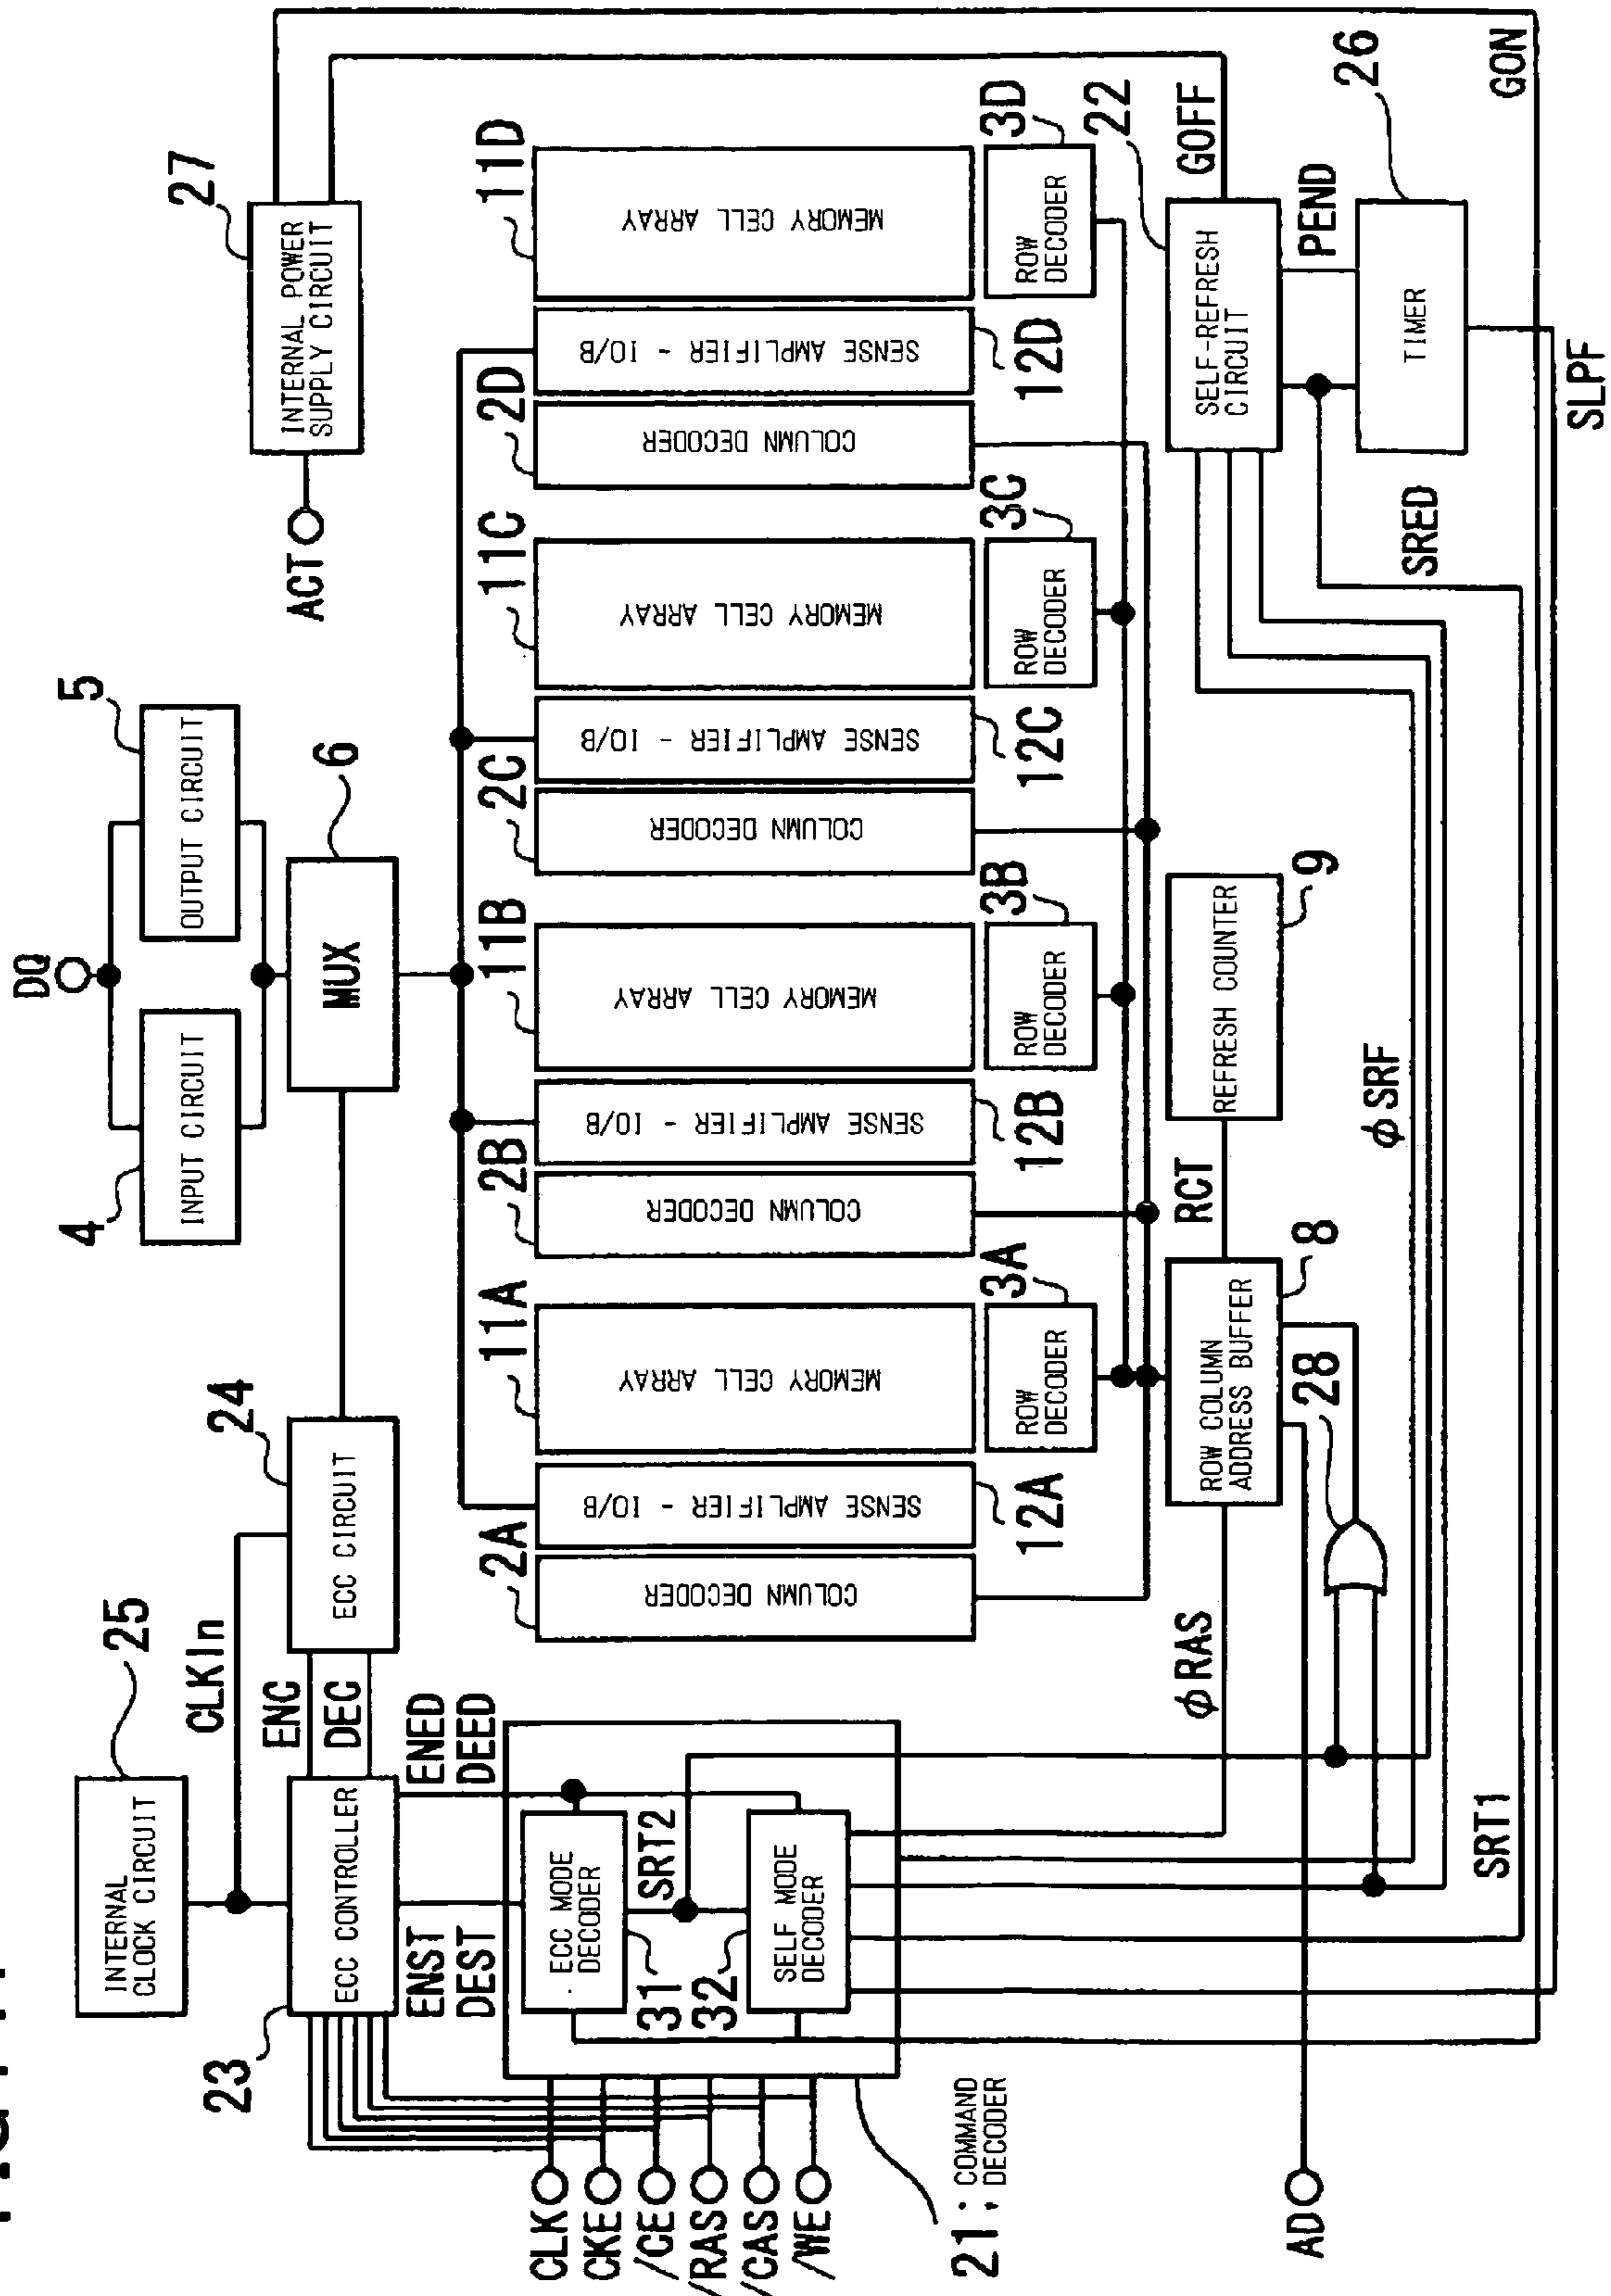 DQ
4
INPUT CIRCUIT
5
OUTPUT CIRCUIT
6
MUX
27
INTERNAL POWER
SUPPLY CIRCUIT
ACT
25
INTERNAL
CLOCK CIRCUIT
CLKIn
24
ECC CIRCUIT
23
ECC CONTROLLER
ENC
DEC
ENST
DEST
ENED
DEED
ECC MODE
DECODER
31
SRT2
32
SELF MODE
DECODER
21 ; COMMAND
DECODER
CLK
CKE
/CE
/RAS
/CAS
/WE
AD
2A
COLUMN DECODER
SENSE AMPLIFIER - IO/B
12A
11A
MEMORY CELL ARRAY
3A
ROW
DECODER
2B
COLUMN DECODER
SENSE AMPLIFIER - IO/B
12B
11B
MEMORY CELL ARRAY
3B
ROW
DECODER
2C
COLUMN DECODER
SENSE AMPLIFIER - IO/B
12C
11C
MEMORY CELL ARRAY
3C
ROW
DECODER
2D
COLUMN DECODER
SENSE AMPLIFIER - IO/B
12D
11D
MEMORY CELL ARRAY
3D
ROW
DECODER
φRAS
ROW COLUMN
ADDRESS BUFFER
8
28
RCT
REFRESH COUNTER
9
φSRF
SELF-REFRESH
CIRCUIT
22
GOFF
PEND
TIMER
26
SRED
SRT1
GON
SLPF